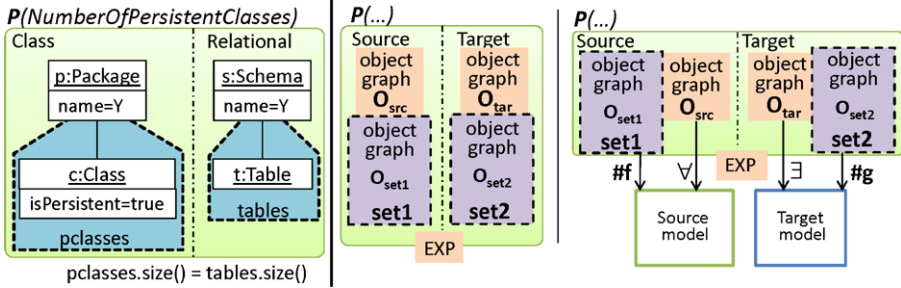 P(NumberOfPersistentClasses)
Class
Relational
p:Package
name=Y
s:Schema
name=Y
c:Class
isPersistent=true
pclasses
t:Table
tables
pclasses.size() = tables.size()
P(...)
Source
Target
object
graph
Osrc
object
graph
Otar
object
graph
Oset1
set1
object
graph
Oset2
set2
EXP
P(...)
Source
Target
object
graph
Oset1
set1
object
graph
Osrc
object
graph
Otar
object
graph
Oset2
set2
EXP
#f
∀
∃
#g
Source
model
Target
model